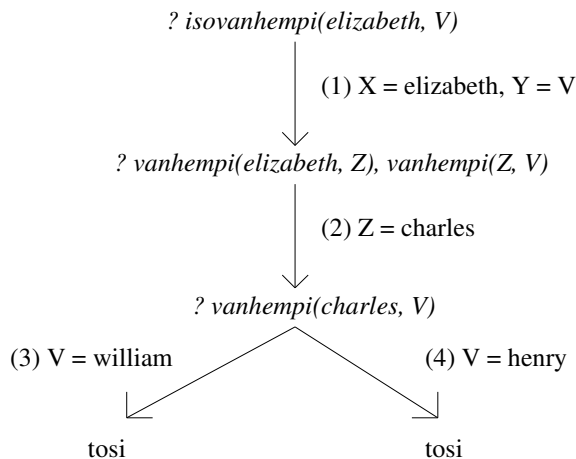 ? isovanhempi(elizabeth, V)
(1) X = elizabeth, Y = V
? vanhempi(elizabeth, Z), vanhempi(Z, V)
(2) Z = charles
? vanhempi(charles, V)
(3) V = william
(4) V = henry
tosi
tosi